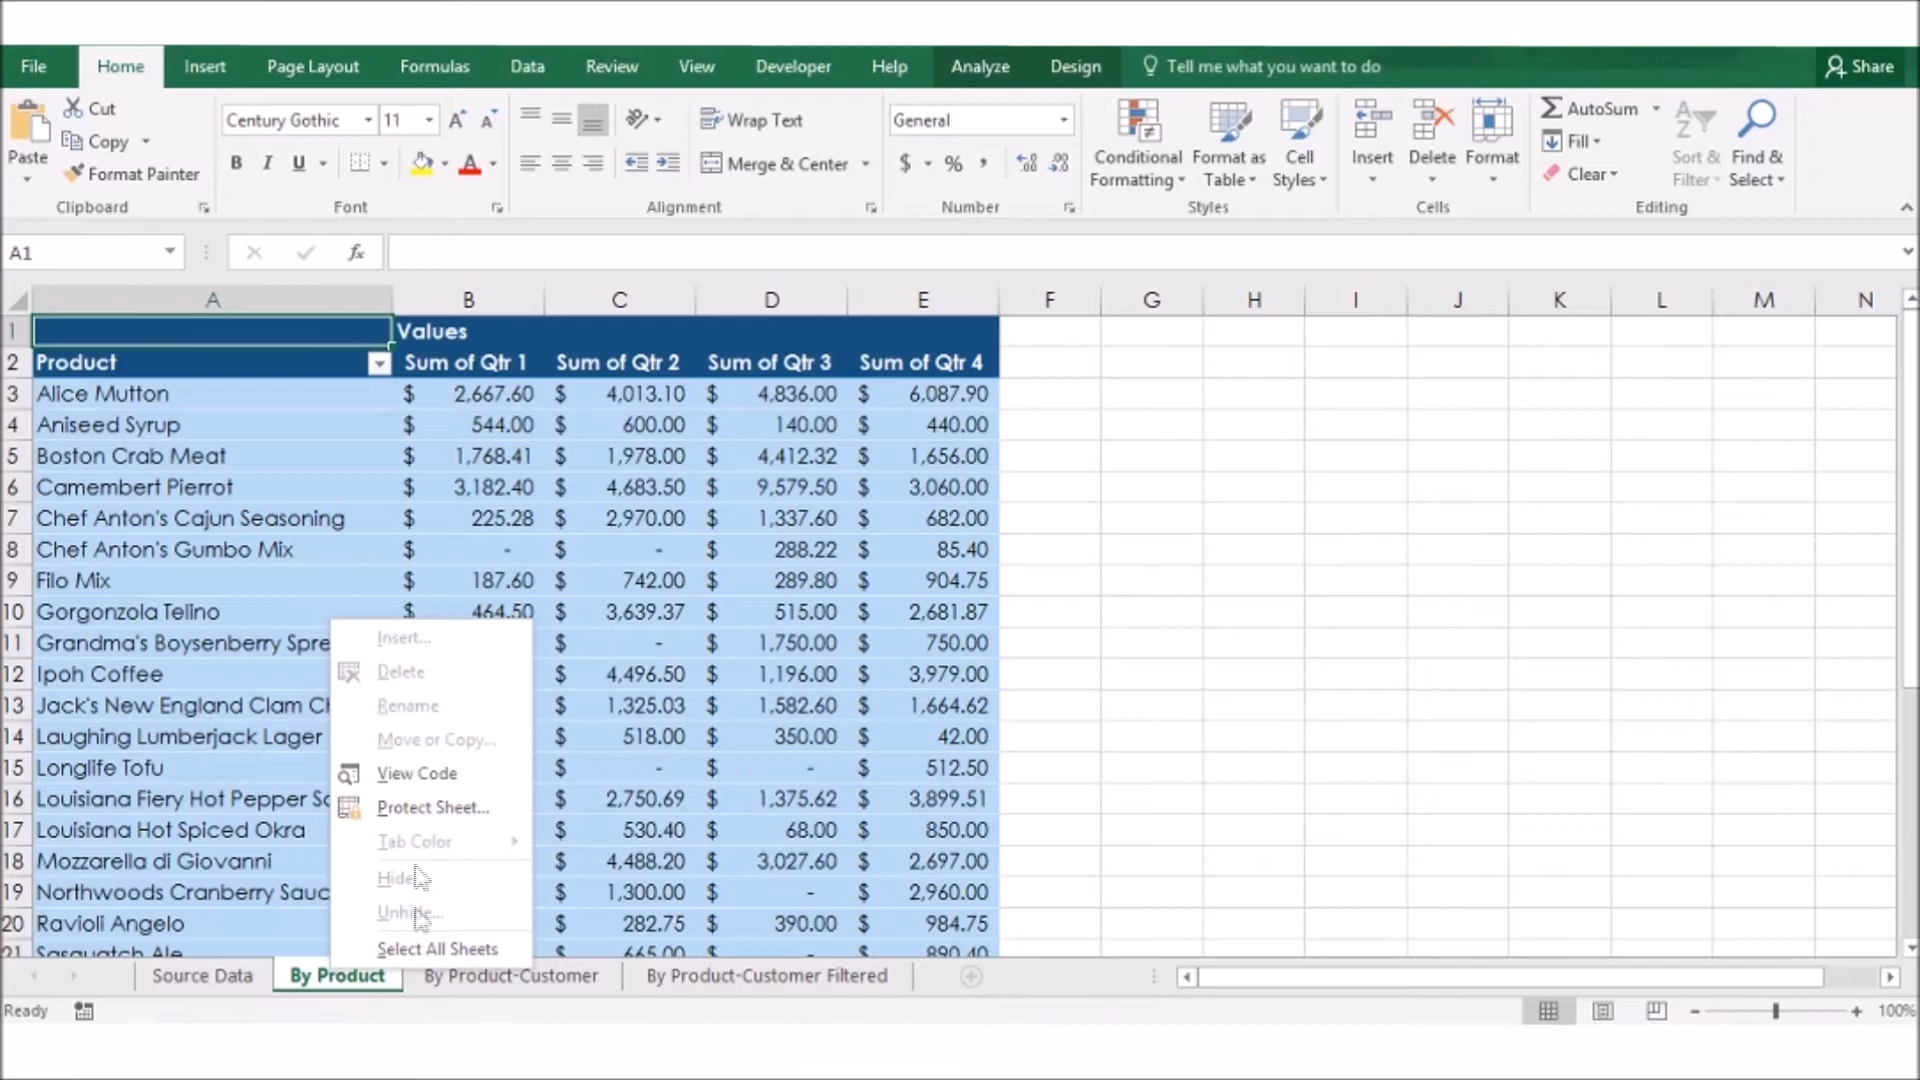 File Home Insert Page Layout Formulas Data Review View Developer Help Analyze Design Tell me what you want to do Share
Paste
Cut
Copy
Format Painter
Clipboard
Century Gothic 11
B I U
Font
Wrap Text
Merge & Center
Alignment
General
$ % ,
Number
Conditional Formatting
Format as Table
Cell Styles
Styles
Insert Delete Format
Cells
AutoSum
Fill
Clear
Sort & Filter
Find & Select
Editing
A1 fx
A B C D E F G H I J K L M N
1 Values
2 Product Sum of Qtr 1 Sum of Qtr 2 Sum of Qtr 3 Sum of Qtr 4
3 Alice Mutton $ 2,667.60 $ 4,013.10 $ 4,836.00 $ 6,087.90
4 Aniseed Syrup $ 544.00 $ 600.00 $ 140.00 $ 440.00
5 Boston Crab Meat $ 1,768.41 $ 1,978.00 $ 4,412.32 $ 1,656.00
6 Camembert Pierrot $ 3,182.40 $ 4,683.50 $ 9,579.50 $ 3,060.00
7 Chef Anton's Cajun Seasoning $ 225.28 $ 2,970.00 $ 1,337.60 $ 682.00
8 Chef Anton's Gumbo Mix $ - $ - $ 288.22 $ 85.40
9 Filo Mix $ 187.60 $ 742.00 $ 289.80 $ 904.75
10 Gorgonzola Telino $ 464.50 $ 3,639.37 $ 515.00 $ 2,681.87
11 Grandma's Boysenberry Spre $ - $ 1,750.00 $ 750.00
12 Ipoh Coffee $ 4,496.50 $ 1,196.00 $ 3,979.00
13 Jack's New England Clam Ch $ 1,325.03 $ 1,582.60 $ 1,664.62
14 Laughing Lumberjack Lager $ 518.00 $ 350.00 $ 42.00
15 Longlife Tofu $ - $ - $ 512.50
16 Louisiana Fiery Hot Pepper Sa $ 2,750.69 $ 1,375.62 $ 3,899.51
17 Louisiana Hot Spiced Okra $ 530.40 $ 68.00 $ 850.00
18 Mozzarella di Giovanni $ 4,488.20 $ 3,027.60 $ 2,697.00
19 Northwoods Cranberry Sauc $ 1,300.00 $ - $ 2,960.00
20 Ravioli Angelo $ 282.75 $ 390.00 $ 984.75
21 Sasquatch Ale $ 665.00 $ - $ 890.40
Insert...
Delete
Rename
Move or Copy...
View Code
Protect Sheet...
Tab Color
Hide
Unhide...
Select All Sheets
Source Data By Product By Product-Customer By Product-Customer Filtered
Ready 100%